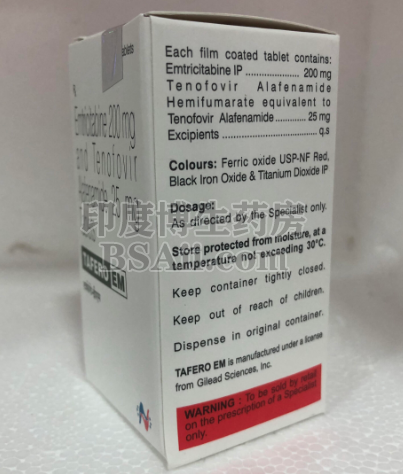 Tablets
Emtricitabine 200 mg
and Tenofovir
Alafenamide 25 mg
TAFERO EM
Each film coated tablet contains:
Emtricitabine IP ...................... 200 mg
Tenofovir Alafenamide
Hemifumarate equivalent to
Tenofovir Alafenamide ............. 25 mg
Excipients ...................................... q.s
Colours: Ferric oxide USP-NF Red,
Black Iron Oxide & Titanium Dioxide IP
Dosage:
As directed by the Specialist only.
Store protected from moisture, at a
temperature not exceeding 30°C.
Keep container tightly closed.
Keep out of reach of children.
Dispense in original container.
TAFERO EM is manufactured under a license
from Gilead Sciences, Inc.
WARNING : To be sold by retail
on the prescription of a Specialist
only.
印度博生药房